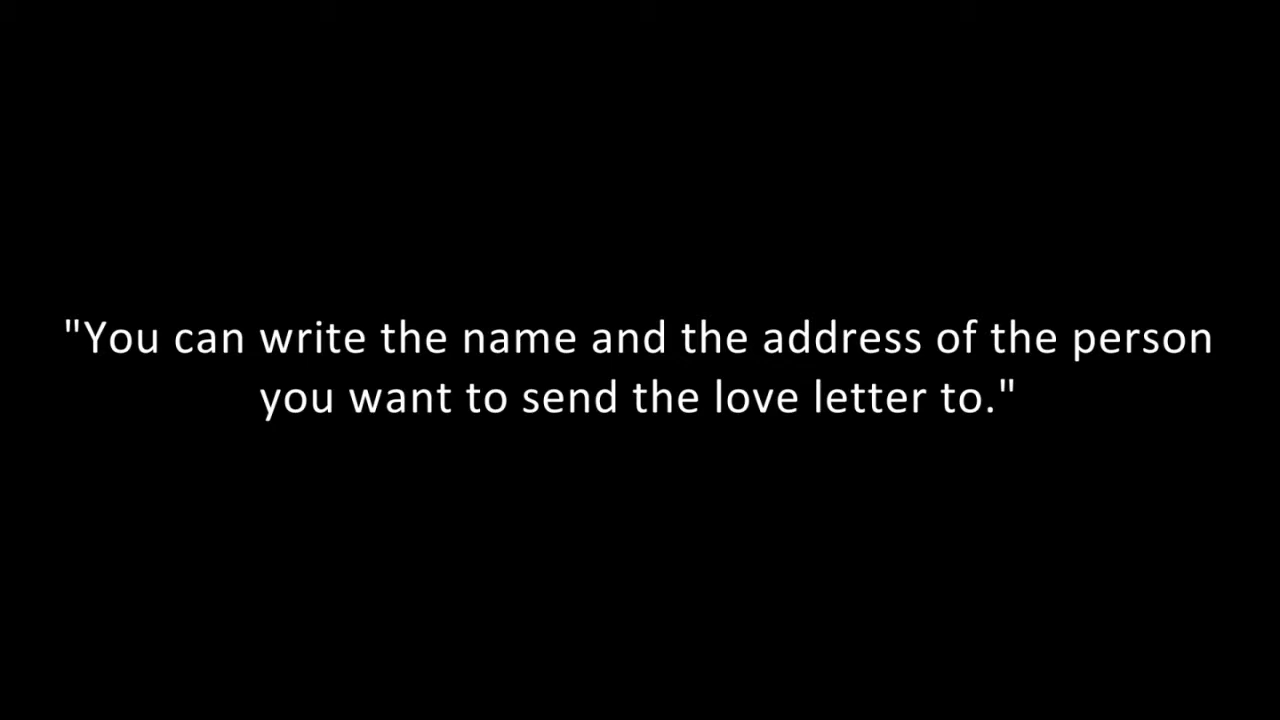 "You can write the name and the address of the person
you want to send the love letter to."